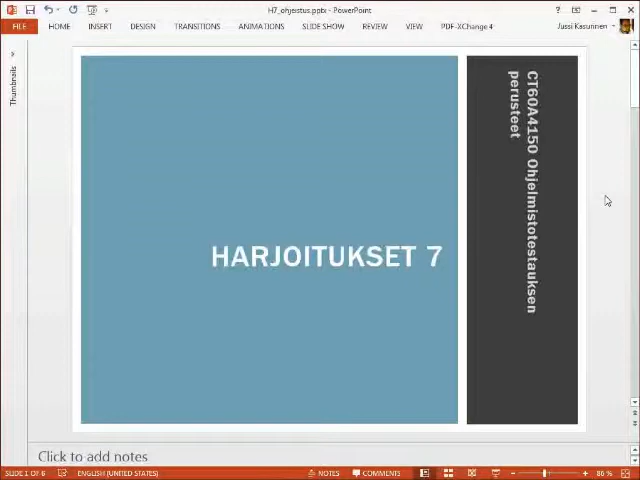 H7_ohjeistus.pptx - PowerPoint
FILE
HOME
INSERT
DESIGN
TRANSITIONS
ANIMATIONS
SLIDE SHOW
REVIEW
VIEW
PDF-XChange 4
Jussi Kasurinen
Thumbnails
HARJOITUKSET 7
CT60A4150 Ohjelmistotestauksen
perusteet
Click to add notes
SLIDE 1 OF 6
ENGLISH (UNITED STATES)
NOTES
COMMENTS
86 %